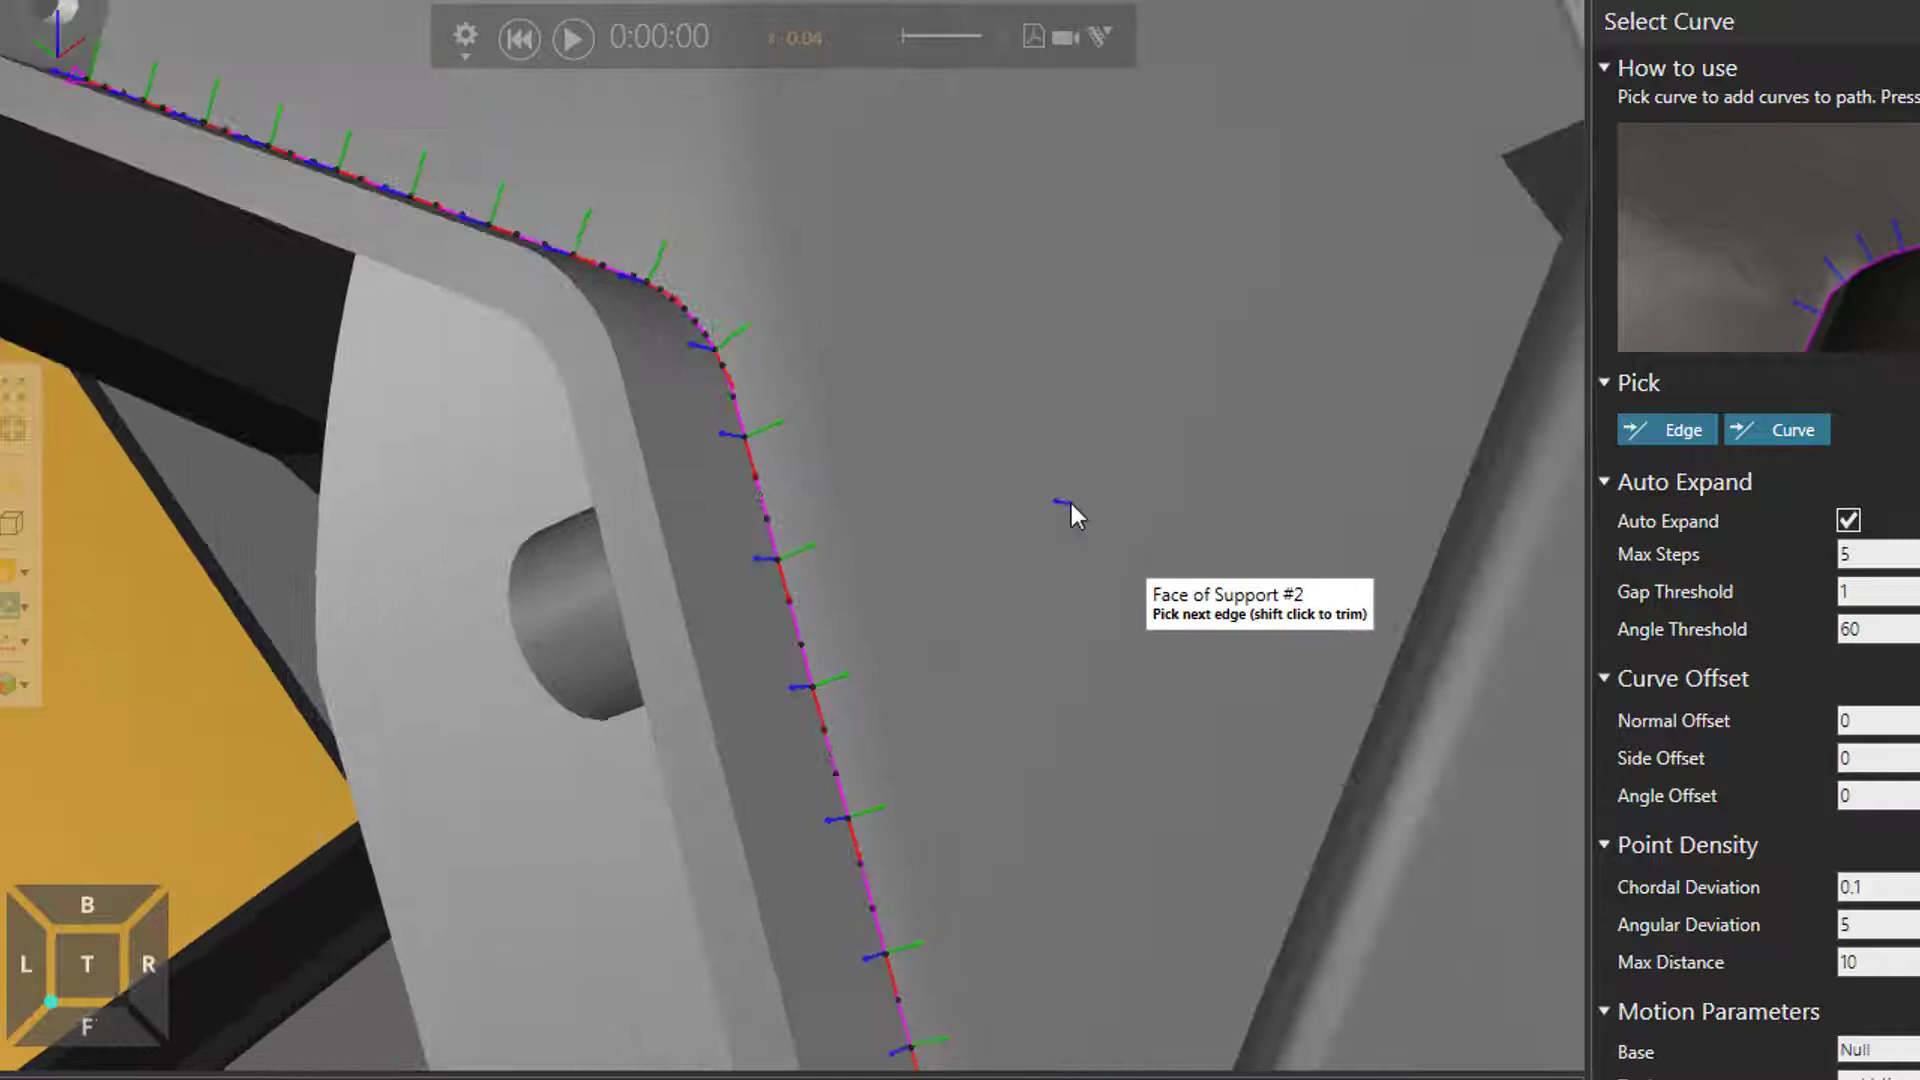 0:00:00
x 0.04
Select Curve
How to use
Pick curve to add curves to path. Press
Pick
Edge
Curve
Auto Expand
Auto Expand
Max Steps 5
Gap Threshold 1
Angle Threshold 60
Curve Offset
Normal Offset 0
Side Offset 0
Angle Offset 0
Point Density
Chordal Deviation 0.1
Angular Deviation 5
Max Distance 10
Motion Parameters
Base Null
Face of Support #2
Pick next edge (shift click to trim)
B
L T R
F